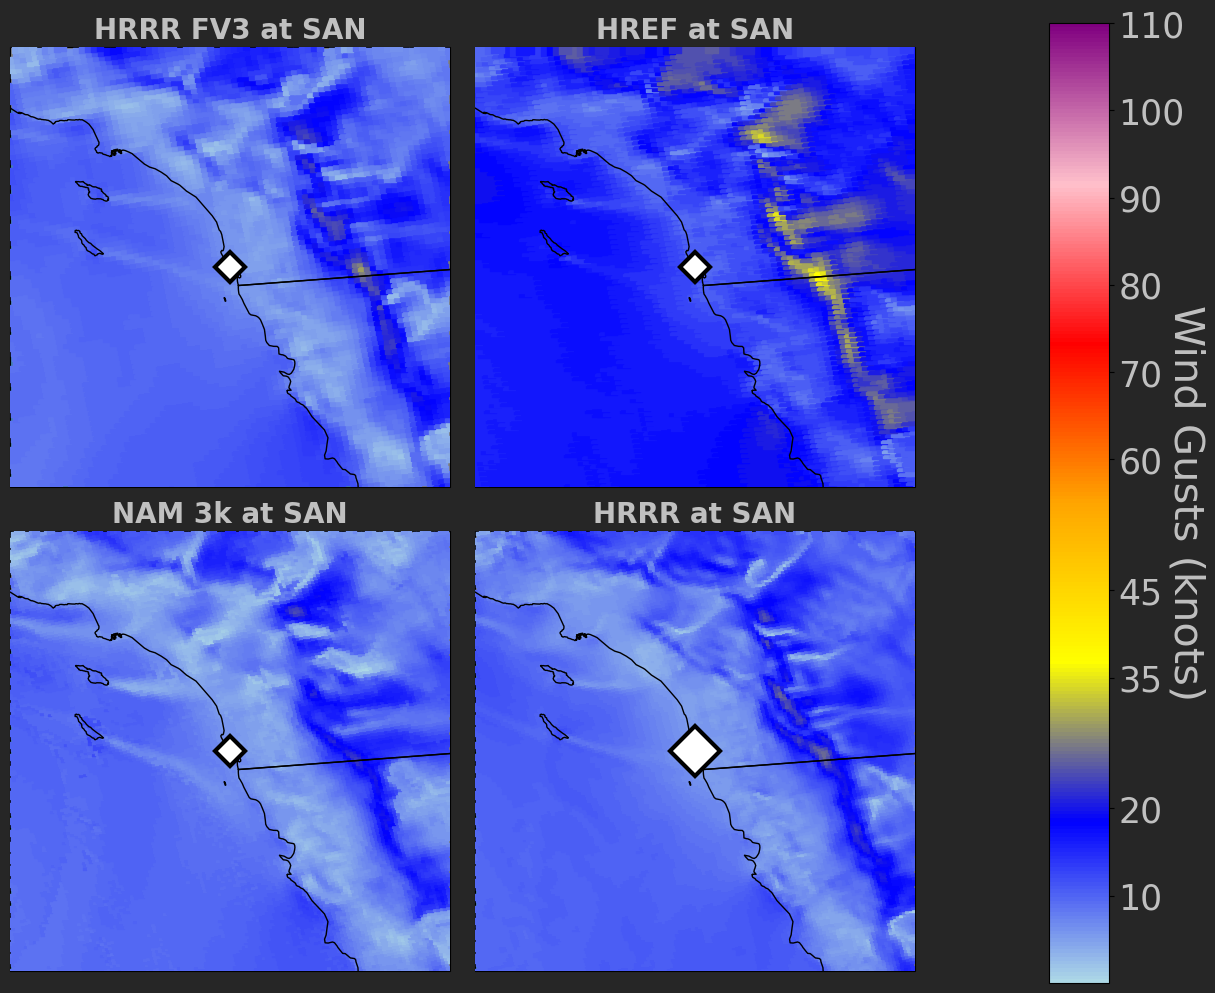 HRRR FV3 at SAN
HREF at SAN
NAM 3k at SAN
HRRR at SAN
110
100
90
80
70
60
45
35
20
10
Wind Gusts (knots)